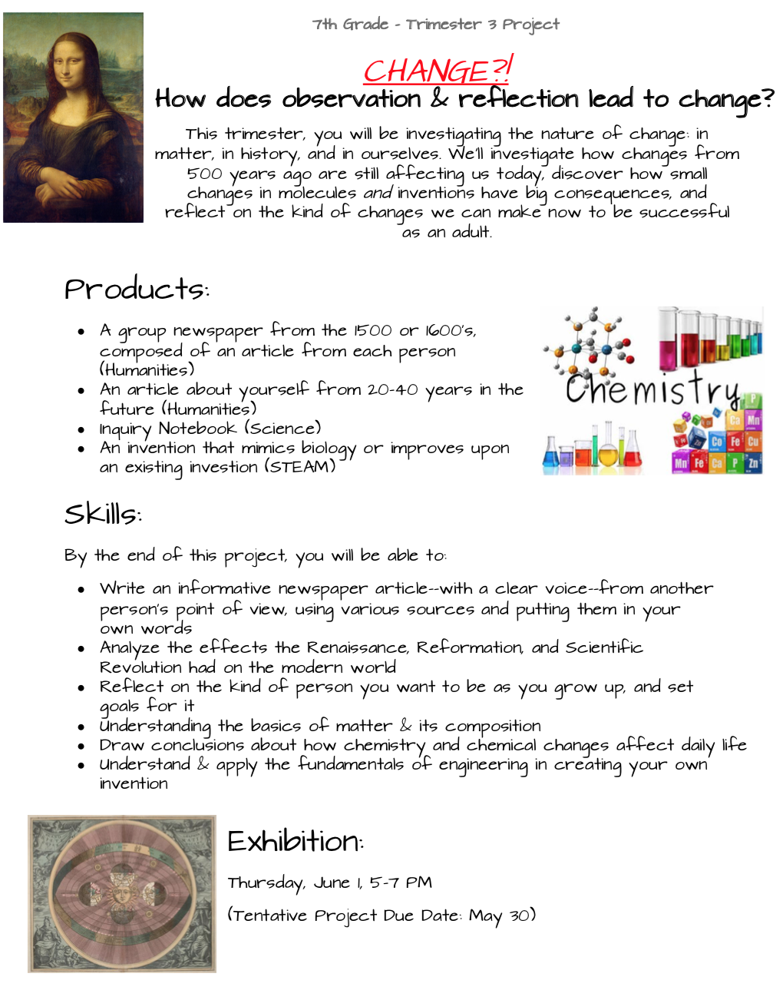 7th Grade - Trimester 3 Project
CHANGE?!
How does observation & reflection lead to change?
This trimester, you will be investigating the nature of change: in
matter, in history, and in ourselves. We'll investigate how changes from
500 years ago are still affecting us today, discover how small
changes in molecules and inventions have big consequences, and
reflect on the kind of changes we can make now to be successful
as an adult.
Products:
• A group newspaper from the 1500 or 1600's,
composed of an article from each person
(Humanities)
• An article about yourself from 20-40 years in the
future (Humanities)
• Inquiry Notebook (Science)
• An invention that mimics biology or improves upon
an existing investion (STEAM)
Chemistry
P
Ca Mn
Co Fe Cu
Mn Fe Ca P Zn
Skills:
By the end of this project, you will be able to:
• Write an informative newspaper article--with a clear voice--from another
person's point of view, using various sources and putting them in your
own words
• Analyze the effects the Renaissance, Reformation, and Scientific
Revolution had on the modern world
• Reflect on the kind of person you want to be as you grow up, and set
goals for it
• Understanding the basics of matter & its composition
• Draw conclusions about how chemistry and chemical changes affect daily life
• Understand & apply the fundamentals of engineering in creating your own
invention
Exhibition:
Thursday, June 1, 5-7 PM
(Tentative Project Due Date: May 30)